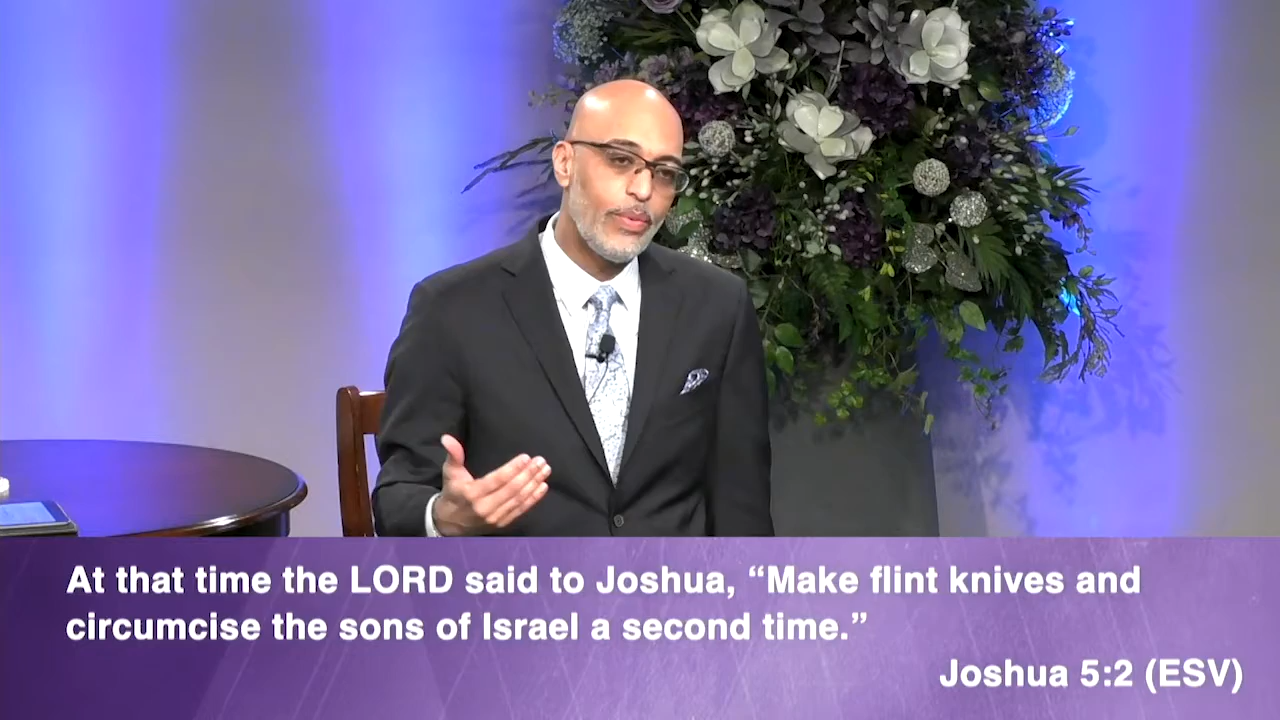 At that time the LORD said to Joshua, “Make flint knives and
circumcise the sons of Israel a second time.”
Joshua 5:2 (ESV)